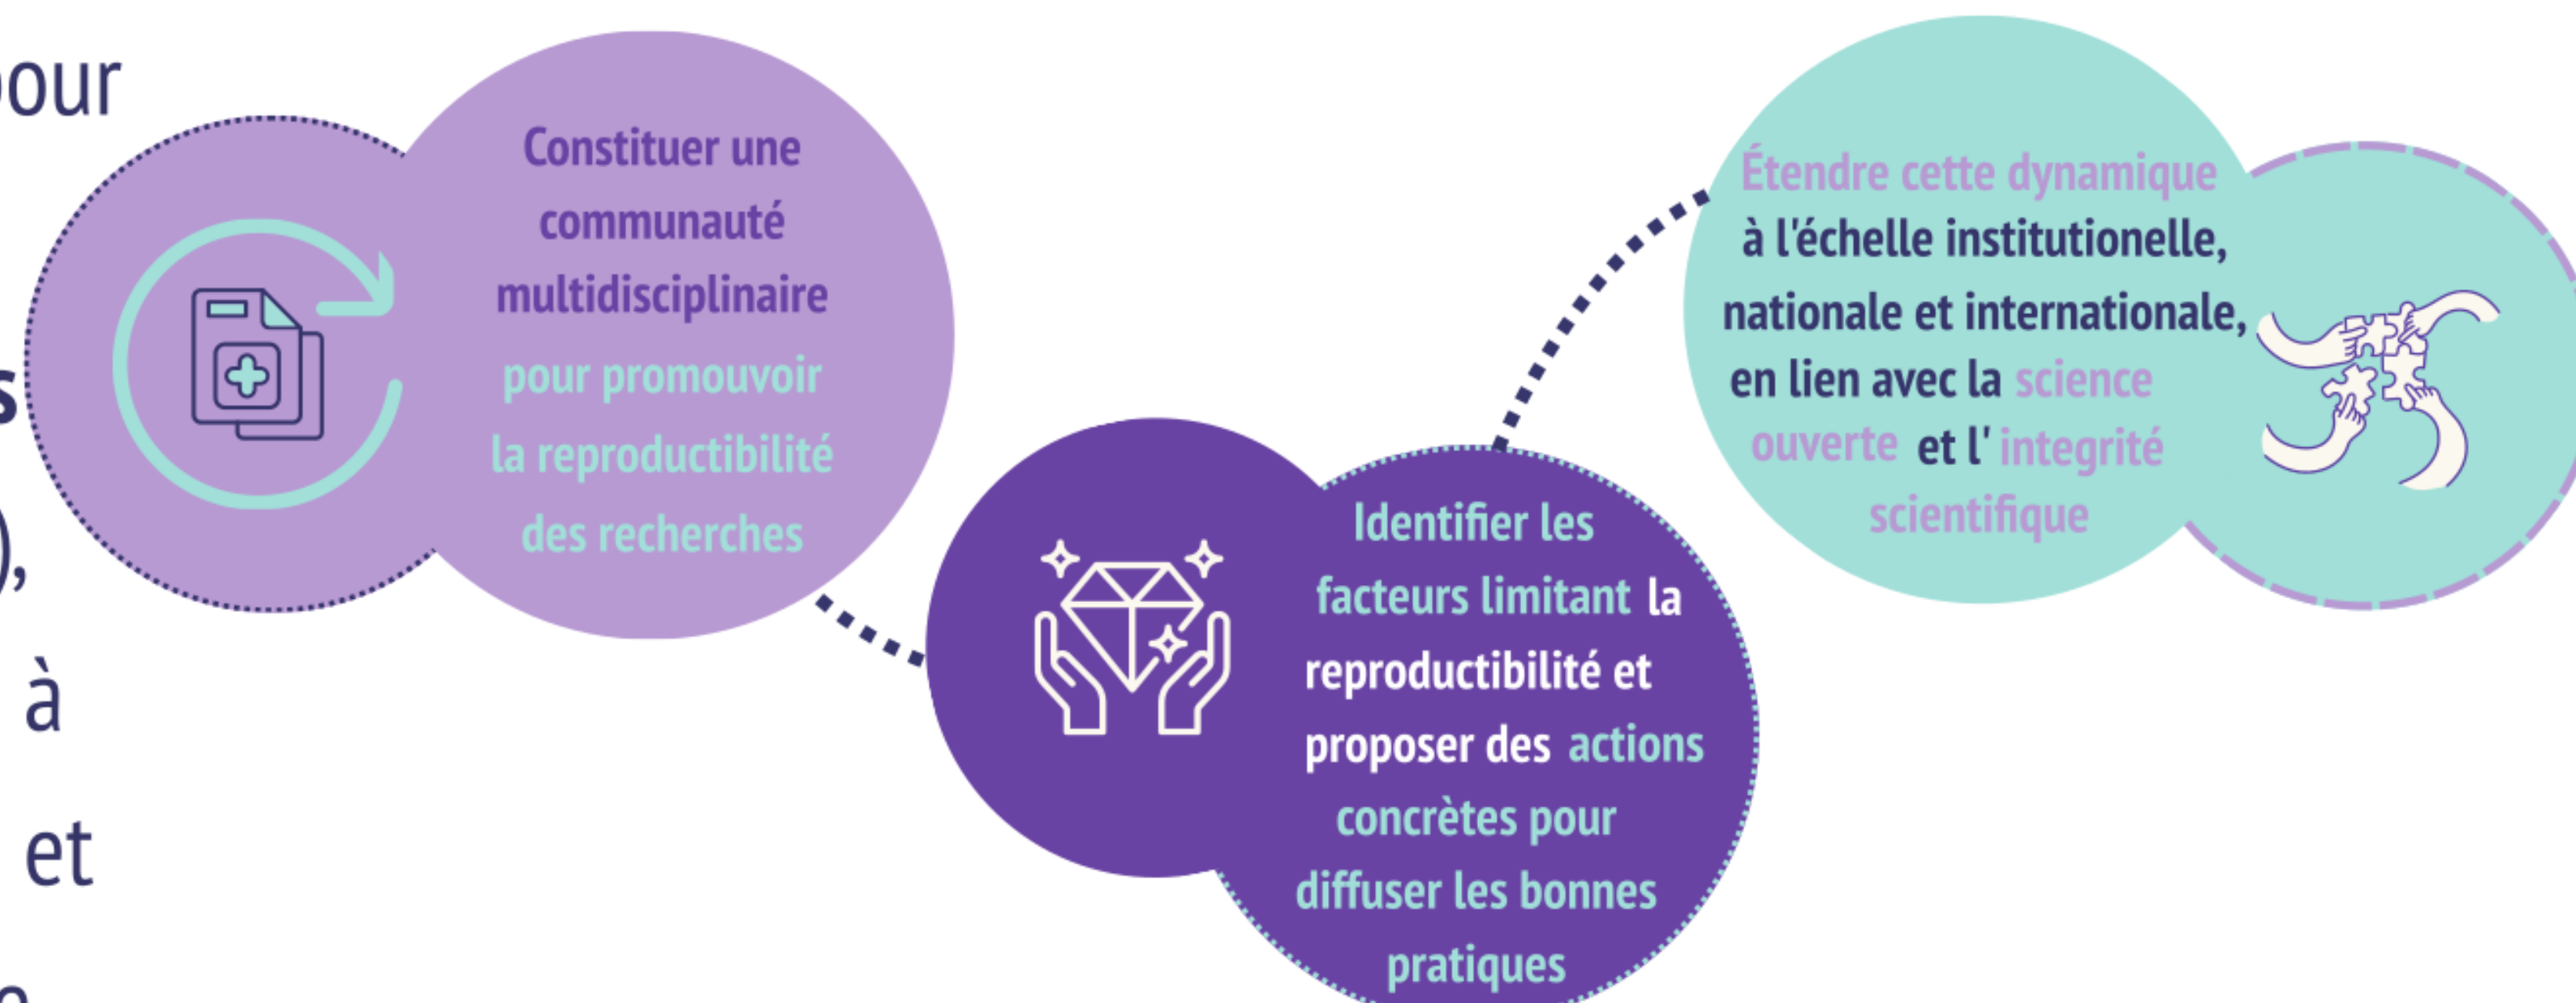 pour
s
),
à
et
Constituer une
communauté
multidisciplinaire
pour promouvoir
la reproductibilité
des recherches
Identifier les
facteurs limitant la
reproductibilité et
proposer des actions
concrètes pour
diffuser les bonnes
pratiques
Étendre cette dynamique
à l'échelle institutionelle,
nationale et internationale,
en lien avec la science
ouverte et l' integrité
scientifique